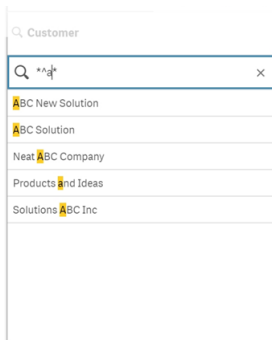 Customer
*^a*
ABC New Solution
ABC Solution
Neat ABC Company
Products and Ideas
Solutions ABC Inc